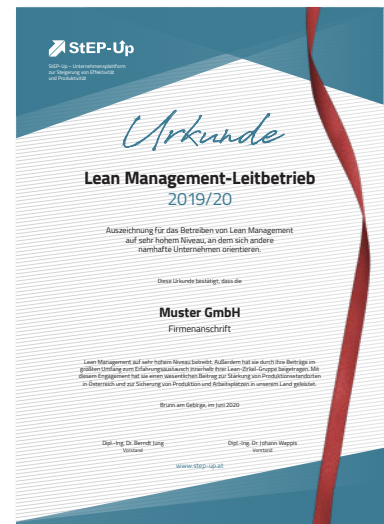 StEP-Up
StEP-Up – Unternehmensplattform
zur Steigerung von Effektivität
und Produktivität
Urkunde
Lean Management-Leitbetrieb
2019/20
Auszeichnung für das Betreiben von Lean Management
auf sehr hohem Niveau, an dem sich andere
namhafte Unternehmen orientieren.
Diese Urkunde bestätigt, dass die
Muster GmbH
Firmenanschrift
Lean Management auf sehr hohem Niveau betreibt. Außerdem hat sie durch ihre Beiträge im
größten Umfang zum Erfahrungsaustausch innerhalb ihrer Lean-Zirkel-Gruppe beigetragen. Mit
diesem Engagement hat sie einen wesentlichen Beitrag zur Stärkung von Produktionsstandorten
in Österreich und zur Sicherung von Produktion und Arbeitsplätzen in unserem Land geleistet.
Brunn am Gebirge, im Juni 2020
Dipl.-Ing. Dr. Berndt Jung
Vorstand
Dipl.-Ing. Dr. Johann Wappis
Vorstand
www.step-up.at